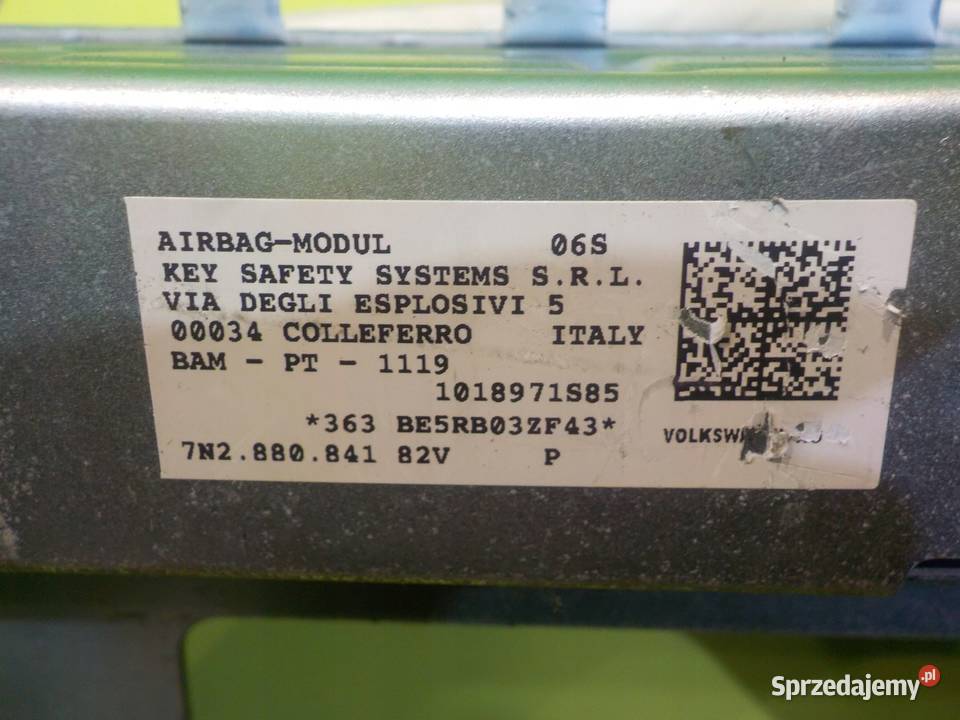 AIRBAG-MODUL 06S
KEY SAFETY SYSTEMS S.R.L.
VIA DEGLI ESPLOSIVI 5
00034 COLLEFERRO ITALY
BAM - PT - 1119
1018971S85
*363 BE5RB03ZF43*
7N2.880.841 82V P
Sprzedajemy.pl